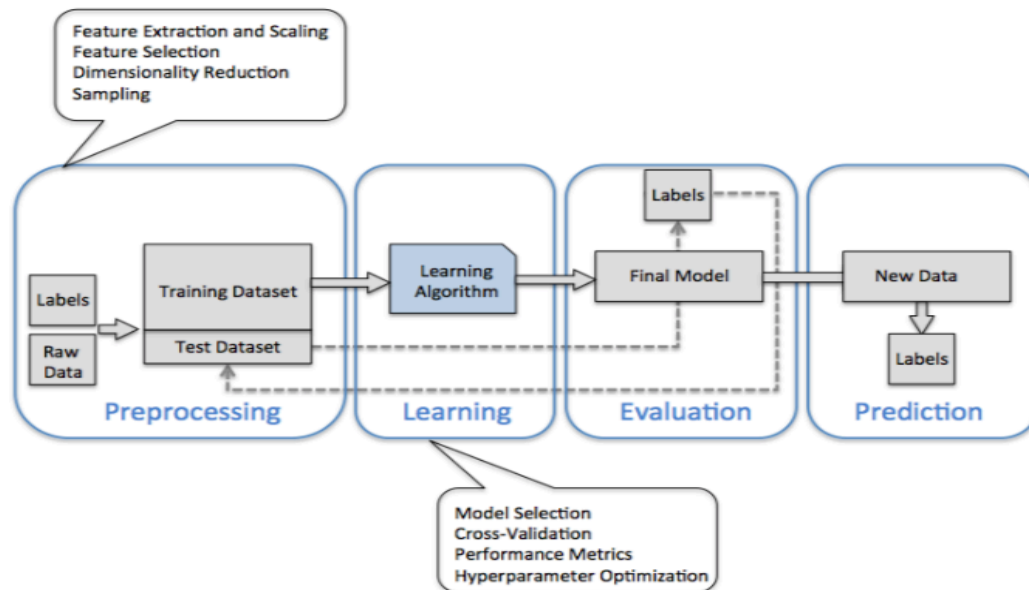 Feature Extraction and Scaling
Feature Selection
Dimensionality Reduction
Sampling
Labels
Raw
Data
Training Dataset
Test Dataset
Preprocessing
Learning
Algorithm
Learning
Labels
Final Model
Evaluation
New Data
Labels
Prediction
Model Selection
Cross-Validation
Performance Metrics
Hyperparameter Optimization